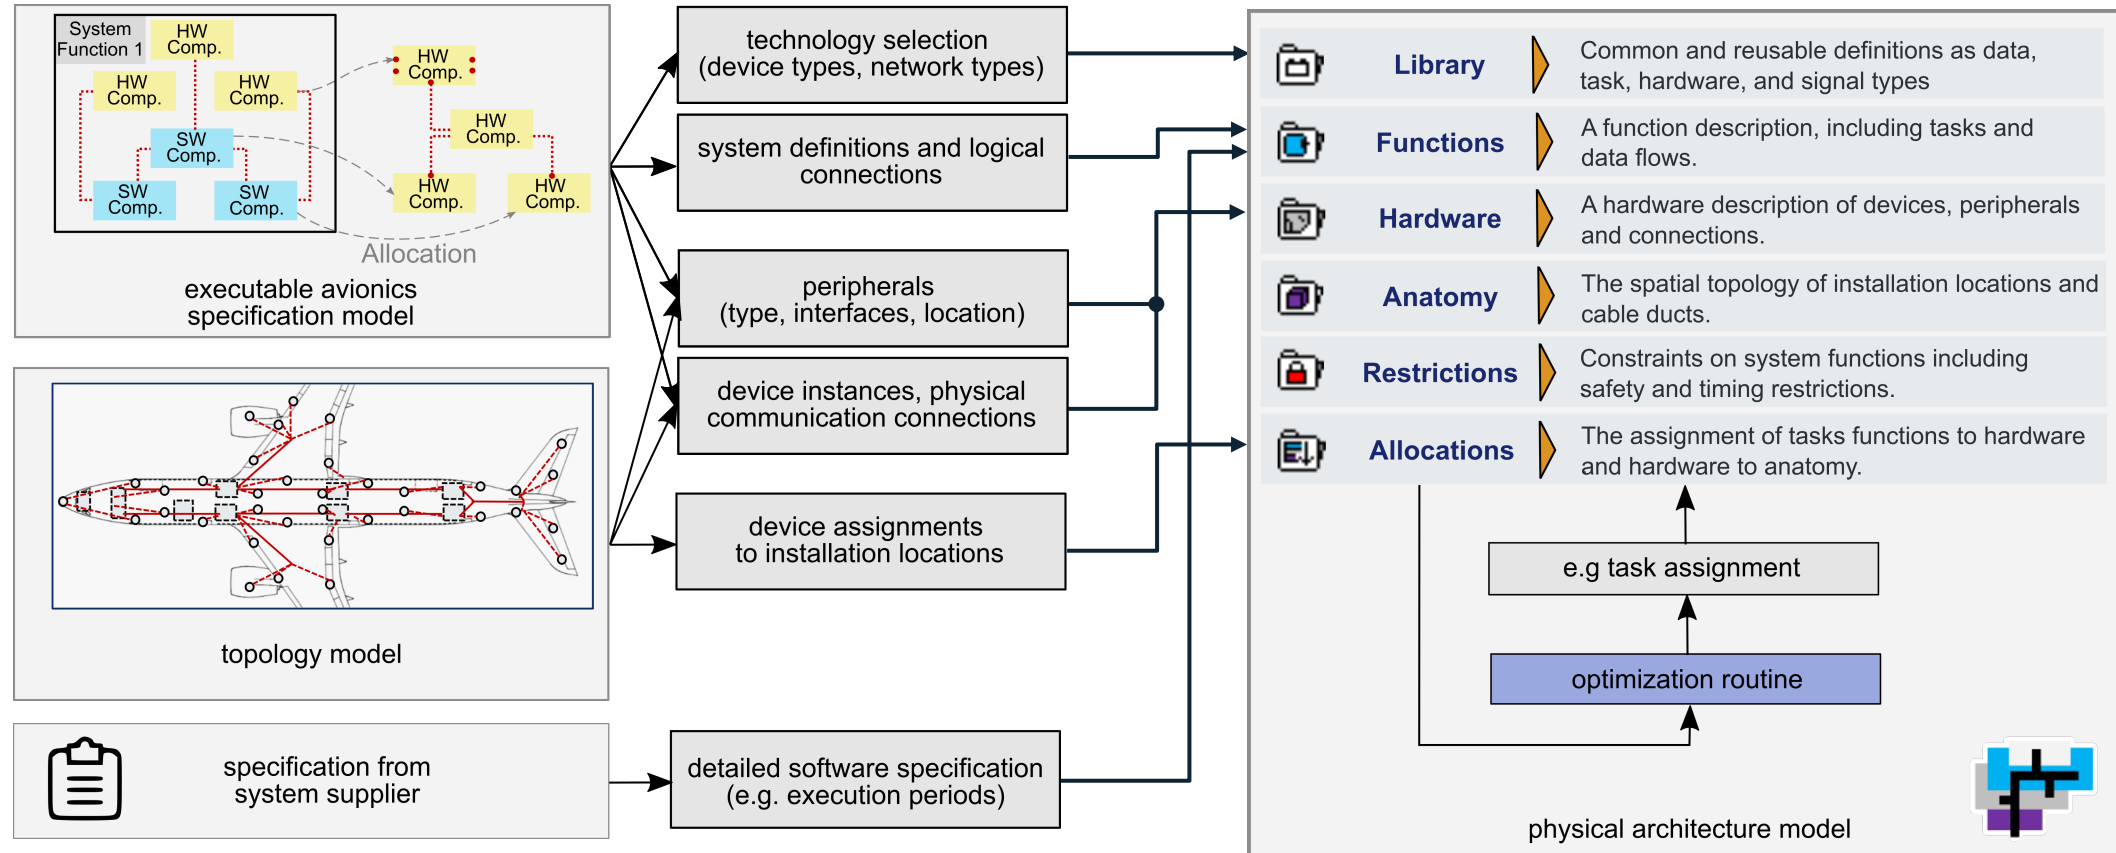 System
Function 1
HW
Comp.
HW
Comp.
HW
Comp.
SW
Comp.
SW
Comp.
SW
Comp.
HW
Comp.
HW
Comp.
HW
Comp.
HW
Comp.
Allocation
executable avionics
specification model
topology model
specification from
system supplier
technology selection
(device types, network types)
system definitions and logical
connections
peripherals
(type, interfaces, location)
device instances, physical
communication connections
device assignments
to installation locations
detailed software specification
(e.g. execution periods)
Library
Common and reusable definitions as data,
task, hardware, and signal types
Functions
A function description, including tasks and
data flows.
Hardware
A hardware description of devices, peripherals
and connections.
Anatomy
The spatial topology of installation locations and
cable ducts.
Restrictions
Constraints on system functions including
safety and timing restrictions.
Allocations
The assignment of tasks functions to hardware
and hardware to anatomy.
e.g task assignment
optimization routine
physical architecture model